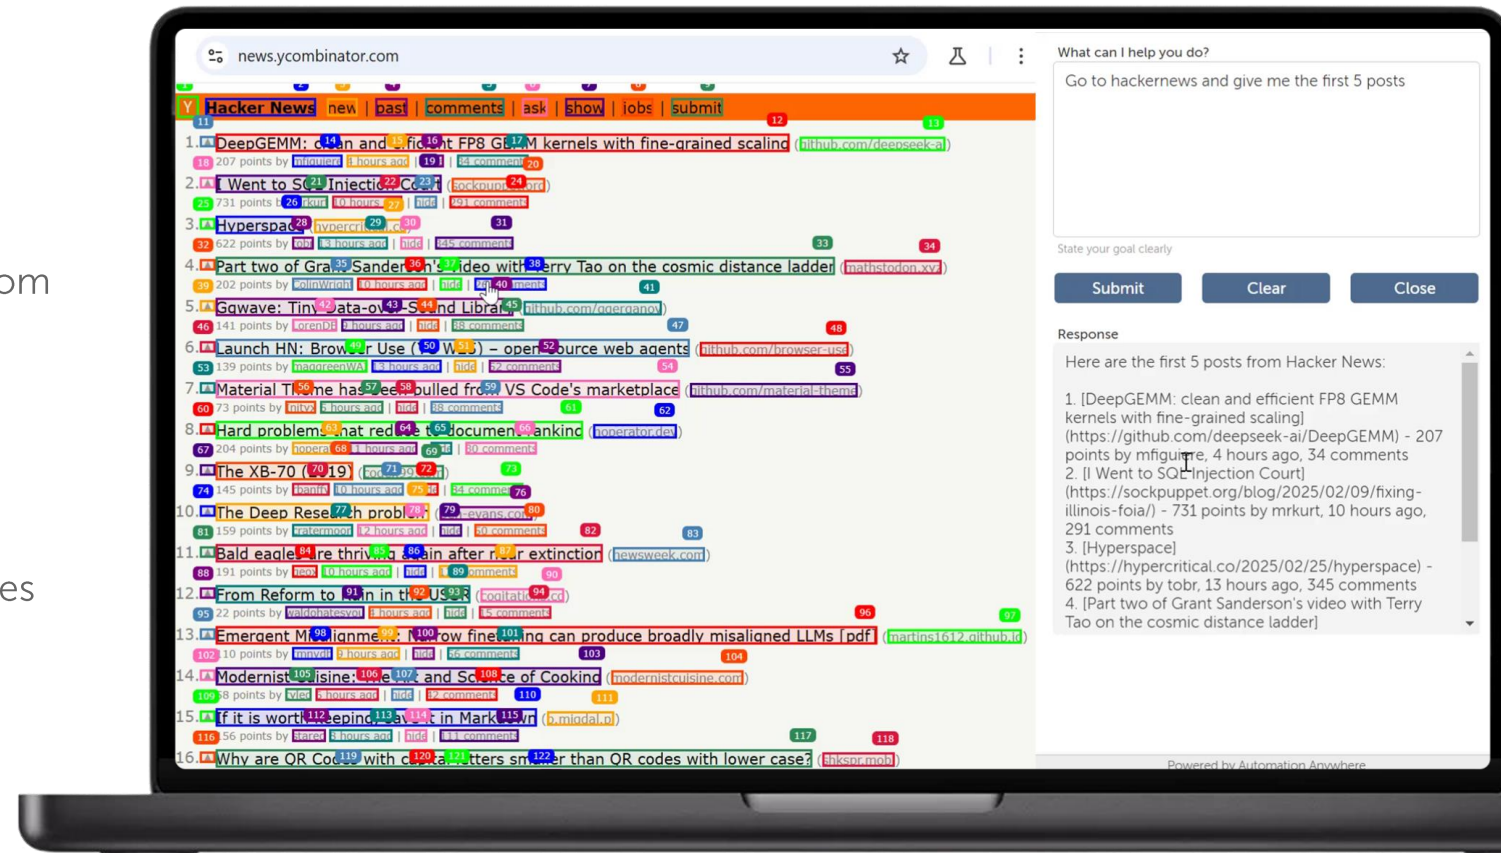 om
es
news.ycombinator.com
Y Hacker News new | past | comments | ask | show | jobs | submit
1. DeepGEMM: clean and efficient FP8 GEMM kernels with fine-grained scaling (github.com/deepseek-ai)
207 points by mfiguiere 4 hours ago | 34 comments
2. I Went to SQL Injection Court (sockpuppet.org)
731 points by mrkurt 10 hours ago | hide | 291 comments
3. Hyperspace (hypercritical.co)
622 points by tobr 13 hours ago | hide | 345 comments
4. Part two of Grant Sanderson's video with Terry Tao on the cosmic distance ladder (mathstodon.xyz)
202 points by ColinWright 10 hours ago | hide | comments
5. Ggwave: Tiny Data-over-Sound Library (github.com/ggerganov)
141 points by LorenDB 9 hours ago | hide | 38 comments
6. Launch HN: Browser Use (YC W25) – open-source web agents (github.com/browser-use)
139 points by maggreenWA 13 hours ago | hide | 52 comments
7. Material Theme has been pulled from VS Code's marketplace (github.com/material-theme)
73 points by 5 hours ago | hide | 38 comments
8. Hard problems that reduce to document ranking (noperator.dev)
204 points by hours ago | comments
9. The XB-70 (2019)
145 points by tbanffy 10 hours ago | 34 comments
10. The Deep Research problem (evans.com)
159 points by cratermoon 12 hours ago | hide | comments
11. Bald eagles are thriving again after near extinction (newsweek.com)
191 points by 10 hours ago | hide | comments
12. From Reform to Ruin in the USSR
22 points by waldohatesyou hours ago | hide | 15 comments
13. Emergent Misalignment: Narrow finetuning can produce broadly misaligned LLMs [pdf] (martins1612.github.io)
110 points by 9 hours ago | hide | 56 comments
14. Modernist Cuisine: The Art and Science of Cooking (modernistcuisine.com)
58 points by hours ago | hide | 42 comments
15. If it is worth keeping, save it in Markdown (p.migdal.pl)
156 points by stared 8 hours ago | hide | 111 comments
16. Why are QR Codes with capital letters smaller than QR codes with lower case? (shkspr.mobi)
What can I help you do?
Go to hackernews and give me the first 5 posts
State your goal clearly
Submit Clear Close
Response
Here are the first 5 posts from Hacker News:
1. [DeepGEMM: clean and efficient FP8 GEMM
kernels with fine-grained scaling]
(https://github.com/deepseek-ai/DeepGEMM) - 207
points by mfiguiere, 4 hours ago, 34 comments
2. [I Went to SQL Injection Court]
(https://sockpuppet.org/blog/2025/02/09/fixing-
illinois-foia/) - 731 points by mrkurt, 10 hours ago,
291 comments
3. [Hyperspace]
(https://hypercritical.co/2025/02/25/hyperspace) -
622 points by tobr, 13 hours ago, 345 comments
4. [Part two of Grant Sanderson's video with Terry
Tao on the cosmic distance ladder]
Powered by Automation Anywhere